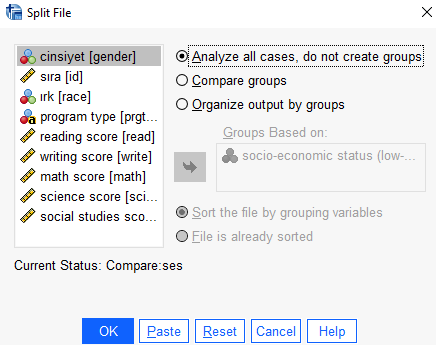 Split File
cinsiyet [gender]
sıra [id]
ırk [race]
program type [prgt...
reading score [read]
writing score [write]
math score [math]
science score [sci...
social studies sco...
Analyze all cases, do not create groups
Compare groups
Organize output by groups
Groups Based on:
socio-economic status (low-...
Sort the file by grouping variables
File is already sorted
Current Status: Compare:ses
OK
Paste
Reset
Cancel
Help